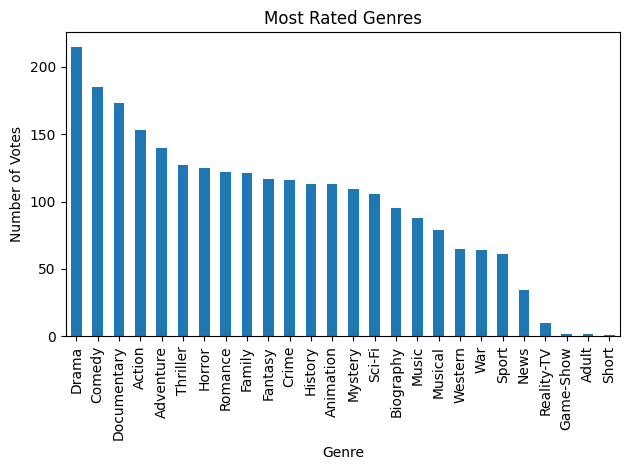 Most Rated Genres
Number of Votes
200
150
100
50
0
Drama
Comedy
Documentary
Action
Adventure
Thriller
Horror
Romance
Family
Fantasy
Crime
History
Animation
Mystery
Sci-Fi
Biography
Music
Musical
Western
War
Sport
News
Reality-TV
Game-Show
Adult
Short
Genre